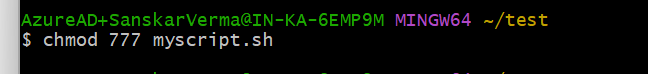 AzureAD+SanskarVerma@IN-KA-6EMP9M MINGW64 ~/test
$ chmod 777 myscript.sh